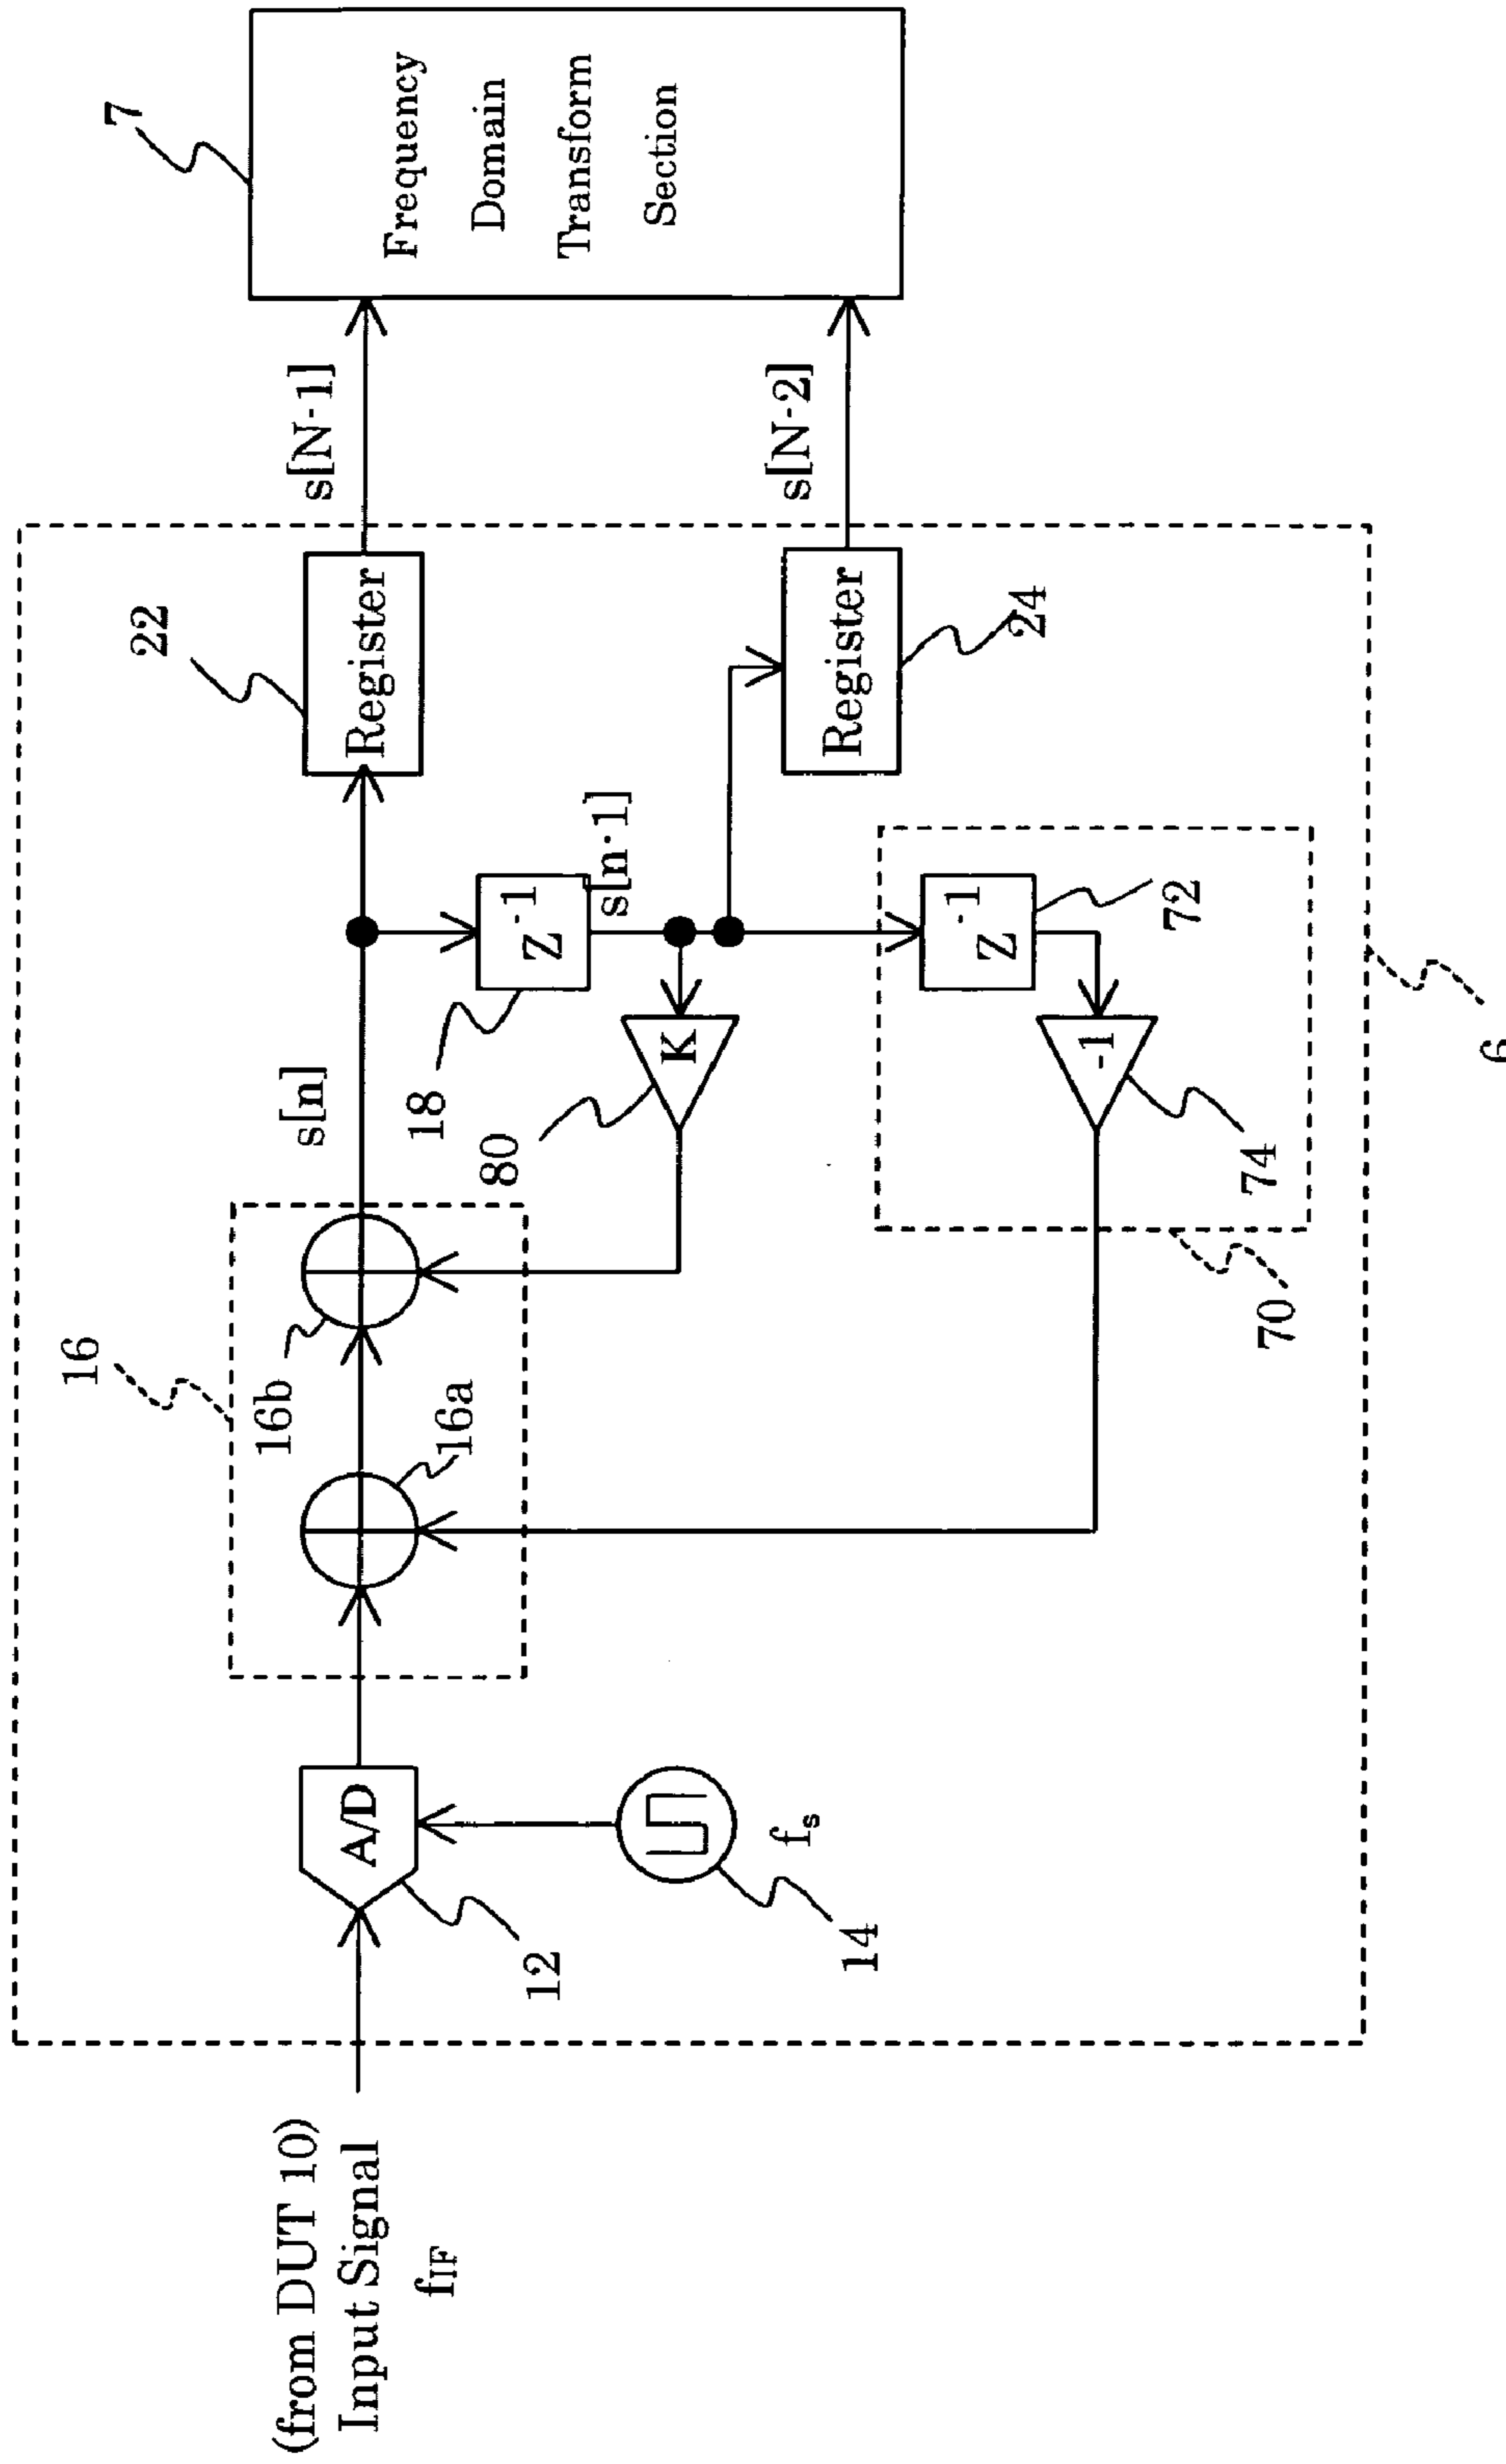 (from DUT 10)
Input Signal
fIF
A/D
12
14
fs
16
16b
16a
s[n]
18
Z-1
s[n-1]
80
K
22
Register
24
Register
72
Z-1
74
-1
70
6
s[N-1]
s[N-2]
7
Frequency
Domain
Transform
Section